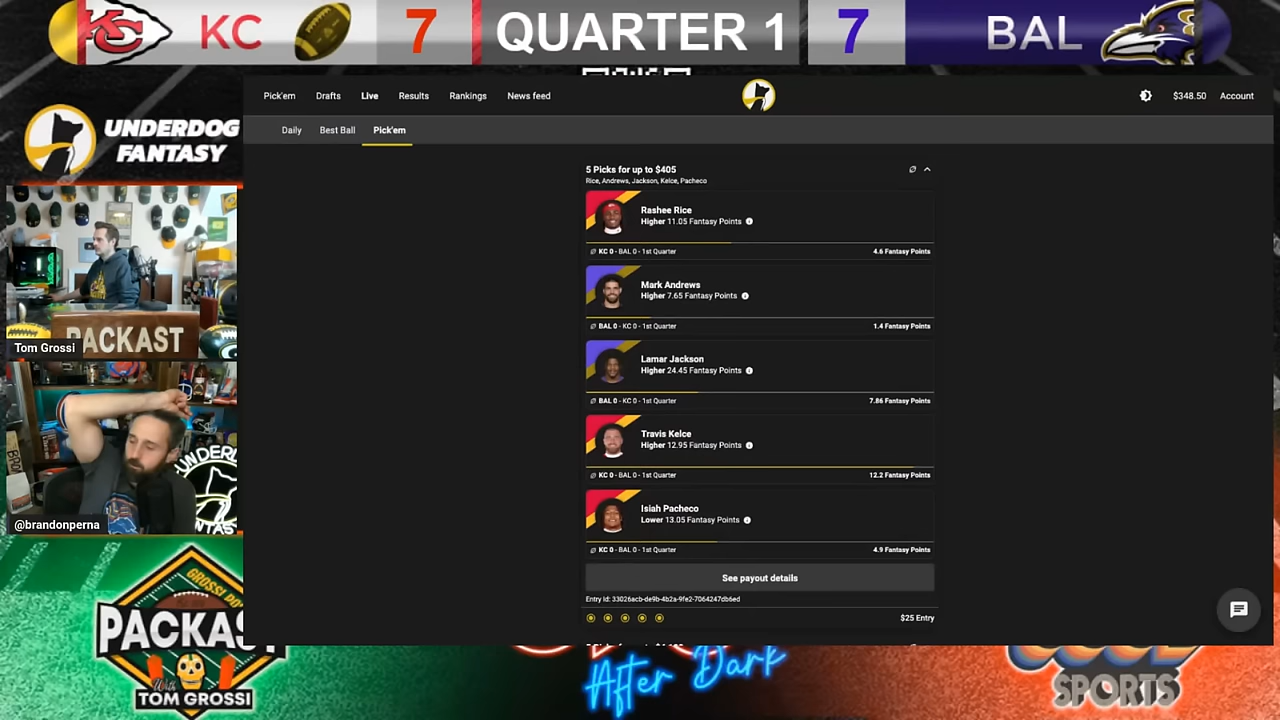 KC
7
QUARTER 1
7
BAL
UNDERDOG
FANTASY
Pick'em
Drafts
Live
Results
Rankings
News feed
$348.50
Account
Daily
Best Ball
Pick'em
5 Picks for up to $405
Rice, Andrews, Jackson, Kelce, Pacheco
Rashee Rice
Higher 11.05 Fantasy Points
KC 0 - BAL 0 - 1st Quarter
4.6 Fantasy Points
Mark Andrews
Higher 7.65 Fantasy Points
BAL 0 - KC 0 - 1st Quarter
1.4 Fantasy Points
Lamar Jackson
Higher 24.45 Fantasy Points
BAL 0 - KC 0 - 1st Quarter
7.86 Fantasy Points
Travis Kelce
Higher 12.95 Fantasy Points
KC 0 - BAL 0 - 1st Quarter
12.2 Fantasy Points
Isiah Pacheco
Lower 13.05 Fantasy Points
KC 0 - BAL 0 - 1st Quarter
4.9 Fantasy Points
See payout details
Entry Id: 33026acb-de9b-4b2a-9fe2-7064247db6ed
$25 Entry
PACKAST
Tom Grossi
@brandonperna
With
TOM GROSSI
After Dark
SPORTS